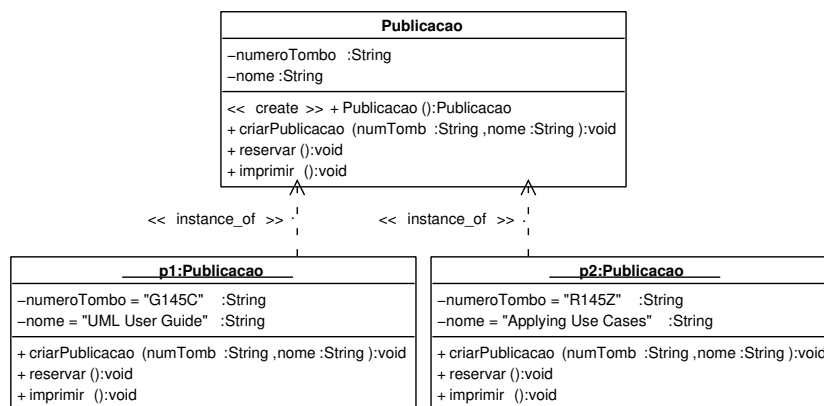 Publicacao
−numeroTombo :String
−nome :String
<< create >> + Publicacao ():Publicacao
+ criarPublicacao (numTomb :String ,nome :String ):void
+ reservar ():void
+ imprimir ():void
<< instance_of >>
<< instance_of >>
p1:Publicacao
−numeroTombo = "G145C" :String
−nome = "UML User Guide" :String
+ criarPublicacao (numTomb :String ,nome :String ):void
+ reservar ():void
+ imprimir ():void
p2:Publicacao
−numeroTombo = "R145Z" :String
−nome = "Applying Use Cases" :String
+ criarPublicacao (numTomb :String ,nome :String ):void
+ reservar ():void
+ imprimir ():void